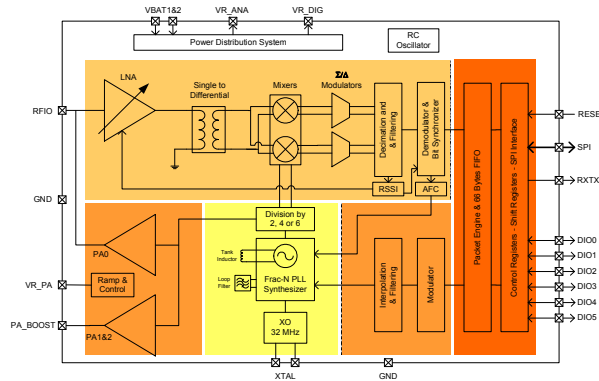 VBAT1&2
VR_ANA
VR_DIG
Power Distribution System
RC
Oscillator
LNA
Single to
Differential
Mixers
Σ/Δ
Modulators
RFIO
Decimation and
& Filtering
Demodulator &
Bit Synchronizer
RSSI
AFC
Packet Engine & 66 Bytes FIFO
Control Registers - Shift Registers - SPI Interface
RESE
SPI
RXTX
GND
Division by
2, 4 or 6
PA0
Tank
Inductor
Loop
Filter
Frac-N PLL
Synthesizer
Interpolation
& Filtering
Modulator
DIO0
DIO1
DIO2
DIO3
DIO4
DIO5
VR_PA
Ramp &
Control
PA_BOOST
PA1&2
XO
32 MHz
XTAL
GND